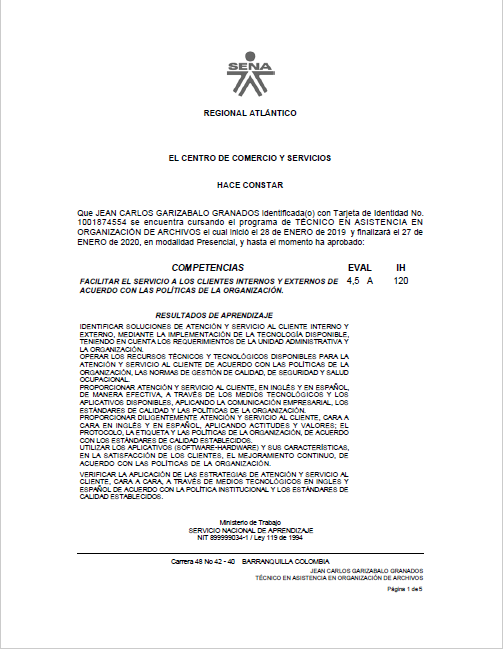 SENA
REGIONAL ATLÁNTICO
EL CENTRO DE COMERCIO Y SERVICIOS
HACE CONSTAR
Que JEAN CARLOS GARIZABALO GRANADOS identificada(o) con Tarjeta de Identidad No.
1001874554 se encuentra cursando el programa de TÉCNICO EN ASISTENCIA EN
ORGANIZACIÓN DE ARCHIVOS el cual inició el 28 de ENERO de 2019 y finalizará el 27 de
ENERO de 2020, en modalidad Presencial, y hasta el momento ha aprobado:
COMPETENCIAS EVAL IH
FACILITAR EL SERVICIO A LOS CLIENTES INTERNOS Y EXTERNOS DE 4,5 A 120
ACUERDO CON LAS POLÍTICAS DE LA ORGANIZACIÓN.
RESULTADOS DE APRENDIZAJE
IDENTIFICAR SOLUCIONES DE ATENCIÓN Y SERVICIO AL CLIENTE INTERNO Y
EXTERNO, MEDIANTE LA IMPLEMENTACIÓN DE LA TECNOLOGÍA DISPONIBLE,
TENIENDO EN CUENTA LOS REQUERIMIENTOS DE LA UNIDAD ADMINISTRATIVA Y
LA ORGANIZACIÓN.
OPERAR LOS RECURSOS TÉCNICOS Y TECNOLÓGICOS DISPONIBLES PARA LA
ATENCIÓN Y SERVICIO AL CLIENTE DE ACUERDO CON LAS POLÍTICAS DE LA
ORGANIZACIÓN, LAS NORMAS DE GESTIÓN DE CALIDAD, DE SEGURIDAD Y SALUD
OCUPACIONAL.
PROPORCIONAR ATENCIÓN Y SERVICIO AL CLIENTE, EN INGLÉS Y EN ESPAÑOL,
DE MANERA EFECTIVA, A TRAVÉS DE LOS MEDIOS TECNOLÓGICOS Y LOS
APLICATIVOS DISPONIBLES, APLICANDO LA COMUNICACIÓN EMPRESARIAL, LOS
ESTÁNDARES DE CALIDAD Y LAS POLÍTICAS DE LA ORGANIZACIÓN.
PROPORCIONAR DILIGENTEMENTE ATENCIÓN Y SERVICIO AL CLIENTE, CARA A
CARA EN INGLÉS Y EN ESPAÑOL, APLICANDO ACTITUDES Y VALORES; EL
PROTOCOLO, LA ETIQUETA Y LAS POLÍTICAS DE LA ORGANIZACIÓN, DE ACUERDO
CON LOS ESTÁNDARES DE CALIDAD ESTABLECIDOS.
UTILIZAR LOS APLICATIVOS (SOFTWARE-HARDWARE) Y SUS CARACTERÍSTICAS,
EN LA SATISFACCIÓN DE LOS CLIENTES, EL MEJORAMIENTO CONTINUO, DE
ACUERDO CON LAS POLÍTICAS DE LA ORGANIZACIÓN.
VERIFICAR LA APLICACIÓN DE LAS ESTRATEGIAS DE ATENCIÓN Y SERVICIO AL
CLIENTE, CARA A CARA, A TRAVÉS DE MEDIOS TECNOLÓGICOS EN INGLES Y
ESPAÑOL DE ACUERDO CON LA POLÍTICA INSTITUCIONAL Y LOS ESTÁNDARES DE
CALIDAD ESTABLECIDOS.
Ministerio de Trabajo
SERVICIO NACIONAL DE APRENDIZAJE
NIT 899999034-1 / Ley 119 de 1994
Carrera 48 No 42 - 40 BARRANQUILLA COLOMBIA
JEAN CARLOS GARIZABALO GRANADOS
TÉCNICO EN ASISTENCIA EN ORGANIZACIÓN DE ARCHIVOS
Página 1 de 5